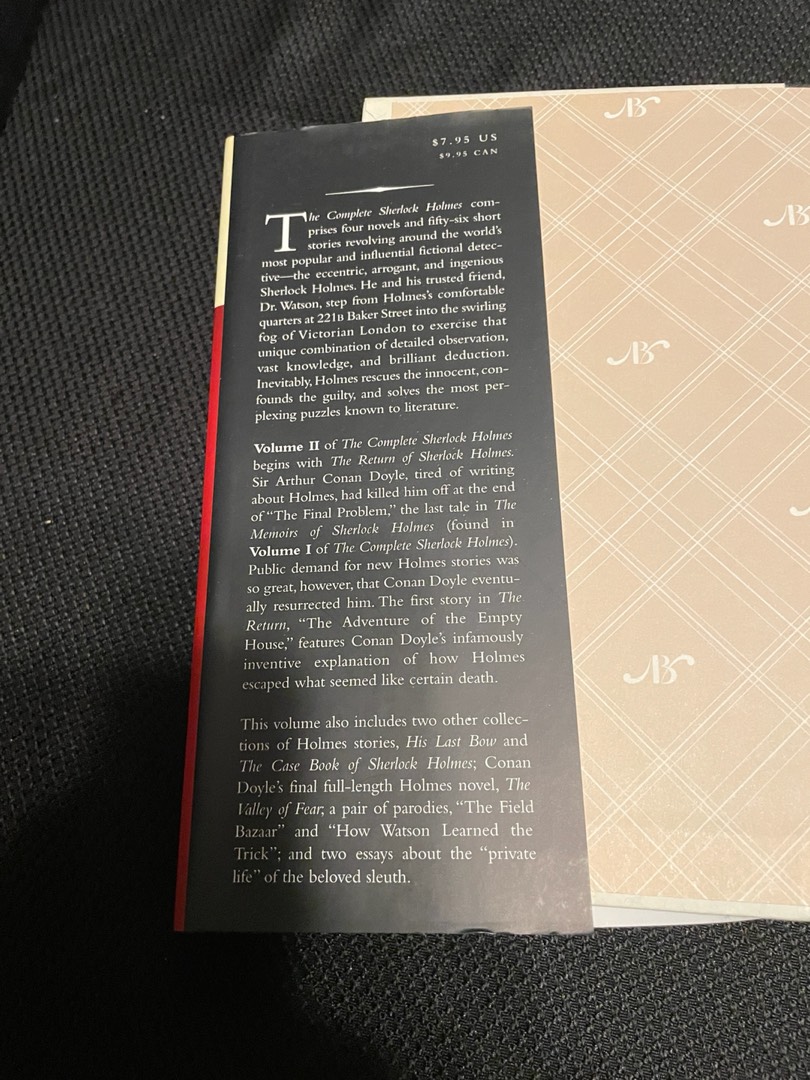 $7.95 US
$9.95 CAN
The Complete Sherlock Holmes com-
prises four novels and fifty-six short
stories revolving around the world's
most popular and influential fictional detec-
tive—the eccentric, arrogant, and ingenious
Sherlock Holmes. He and his trusted friend,
Dr. Watson, step from Holmes's comfortable
quarters at 221B Baker Street into the swirling
fog of Victorian London to exercise that
unique combination of detailed observation,
vast knowledge, and brilliant deduction.
Inevitably, Holmes rescues the innocent, con-
founds the guilty, and solves the most per-
plexing puzzles known to literature.
Volume II of The Complete Sherlock Holmes
begins with The Return of Sherlock Holmes.
Sir Arthur Conan Doyle, tired of writing
about Holmes, had killed him off at the end
of "The Final Problem," the last tale in The
Memoirs of Sherlock Holmes (found in
Volume I of The Complete Sherlock Holmes).
Public demand for new Holmes stories was
so great, however, that Conan Doyle eventu-
ally resurrected him. The first story in The
Return, "The Adventure of the Empty
House," features Conan Doyle's infamously
inventive explanation of how Holmes
escaped what seemed like certain death.
This volume also includes two other collec-
tions of Holmes stories, His Last Bow and
The Case Book of Sherlock Holmes; Conan
Doyle's final full-length Holmes novel, The
Valley of Fear; a pair of parodies, "The Field
Bazaar" and "How Watson Learned the
Trick"; and two essays about the "private
life" of the beloved sleuth.